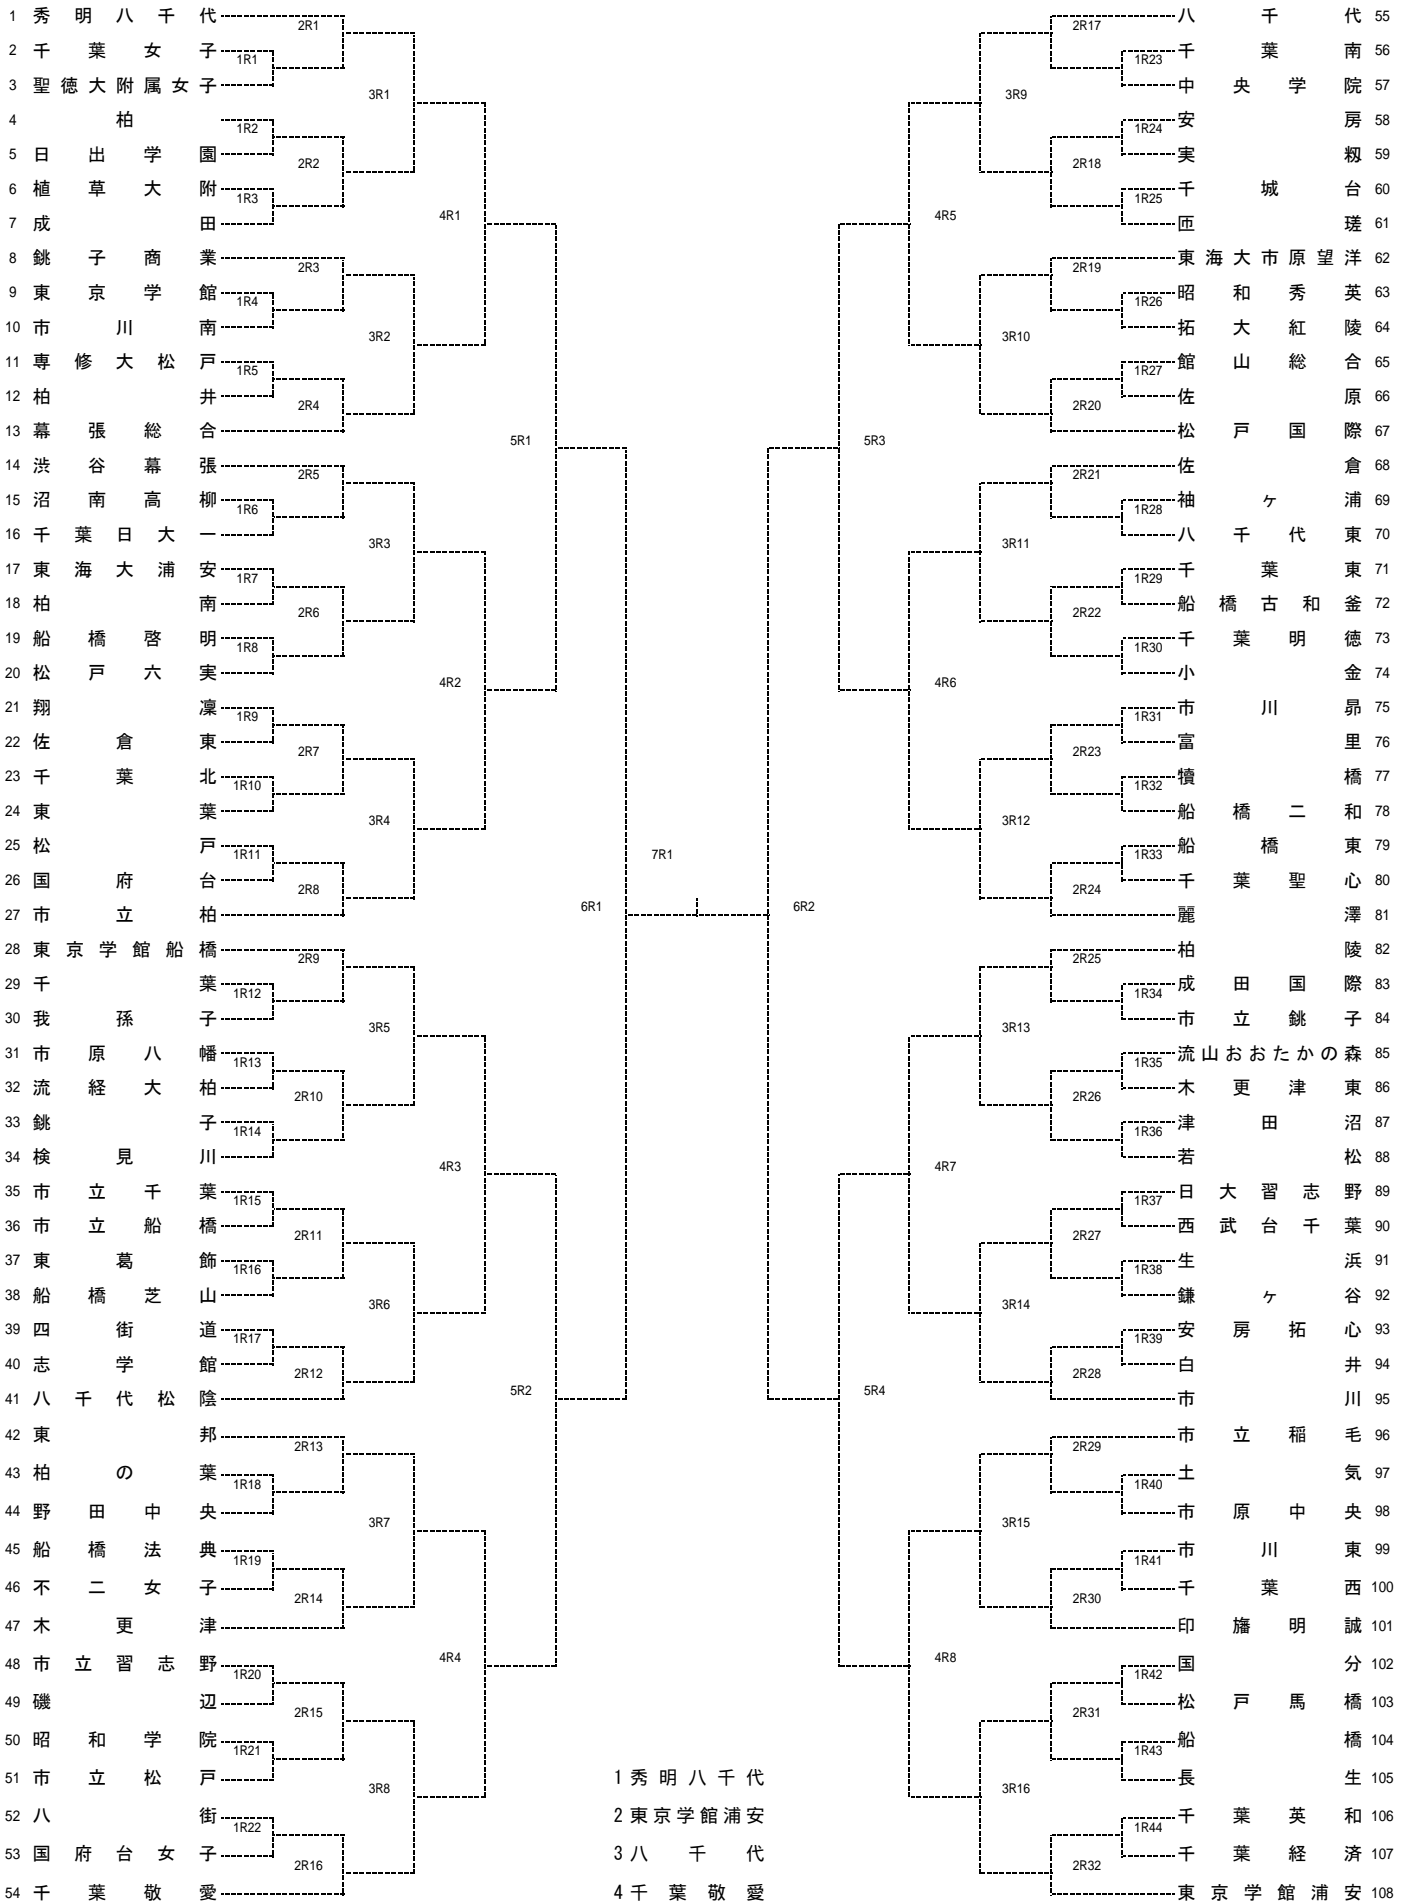 1 秀明八千代
2 千葉女子
3 聖徳大附属女子
4 柏
5 日出学園
6 植草大附
7 成田
8 銚子商業
9 東京学館
10 市川南
11 専修大松戸
12 柏井
13 幕張総合
14 渋谷幕張
15 沼南高柳
16 千葉日大一
17 東海大浦安
18 柏南
19 船橋啓明
20 松戸六実
21 翔凜
22 佐倉東
23 千葉北
24 東葉
25 松戸
26 国府台
27 市立柏
28 東京学館船橋
29 千葉
30 我孫子
31 市原八幡
32 流経大柏
33 銚子
34 検見川
35 市立千葉
36 市立船橋
37 東葛飾
38 船橋芝山
39 四街道
40 志学館
41 八千代松陰
42 東邦
43 柏の葉
44 野田中央
45 船橋法典
46 不二女子
47 木更津
48 市立習志野
49 磯辺
50 昭和学院
51 市立松戸
52 八街
53 国府台女子
54 千葉敬愛
1R1
1R2
1R3
1R4
1R5
1R6
1R7
1R8
1R9
1R10
1R11
1R12
1R13
1R14
1R15
1R16
1R17
1R18
1R19
1R20
1R21
1R22
2R1
2R2
2R3
2R4
2R5
2R6
2R7
2R8
2R9
2R10
2R11
2R12
2R13
2R14
2R15
2R16
3R1
3R2
3R3
3R4
3R5
3R6
3R7
3R8
4R1
4R2
4R3
4R4
5R1
5R2
6R1
7R1
1 秀明八千代
2 東京学館浦安
3 八千代
4 千葉敬愛
6R2
5R3
5R4
4R5
4R6
4R7
4R8
3R9
3R10
3R11
3R12
3R13
3R14
3R15
3R16
2R17
2R18
2R19
2R20
2R21
2R22
2R23
2R24
2R25
2R26
2R27
2R28
2R29
2R30
2R31
2R32
1R23
1R24
1R25
1R26
1R27
1R28
1R29
1R30
1R31
1R32
1R33
1R34
1R35
1R36
1R37
1R38
1R39
1R40
1R41
1R42
1R43
1R44
八千代 55
千葉南 56
中央学院 57
安房 58
実籾 59
千城台 60
匝瑳 61
東海大市原望洋 62
昭和秀英 63
拓大紅陵 64
館山総合 65
佐原 66
松戸国際 67
佐倉 68
袖ヶ浦 69
八千代東 70
千葉東 71
船橋古和釜 72
千葉明徳 73
小金 74
市川昴 75
富里 76
犢橋 77
船橋二和 78
船橋東 79
千葉聖心 80
麗澤 81
柏陵 82
成田国際 83
市立銚子 84
流山おおたかの森 85
木更津東 86
津田沼 87
若松 88
日大習志野 89
西武台千葉 90
生浜 91
鎌ヶ谷 92
安房拓心 93
白井 94
市川 95
市立稲毛 96
土気 97
市原中央 98
市川東 99
千葉西 100
印旛明誠 101
国分 102
松戸馬橋 103
船橋 104
長生 105
千葉英和 106
千葉経済 107
東京学館浦安 108